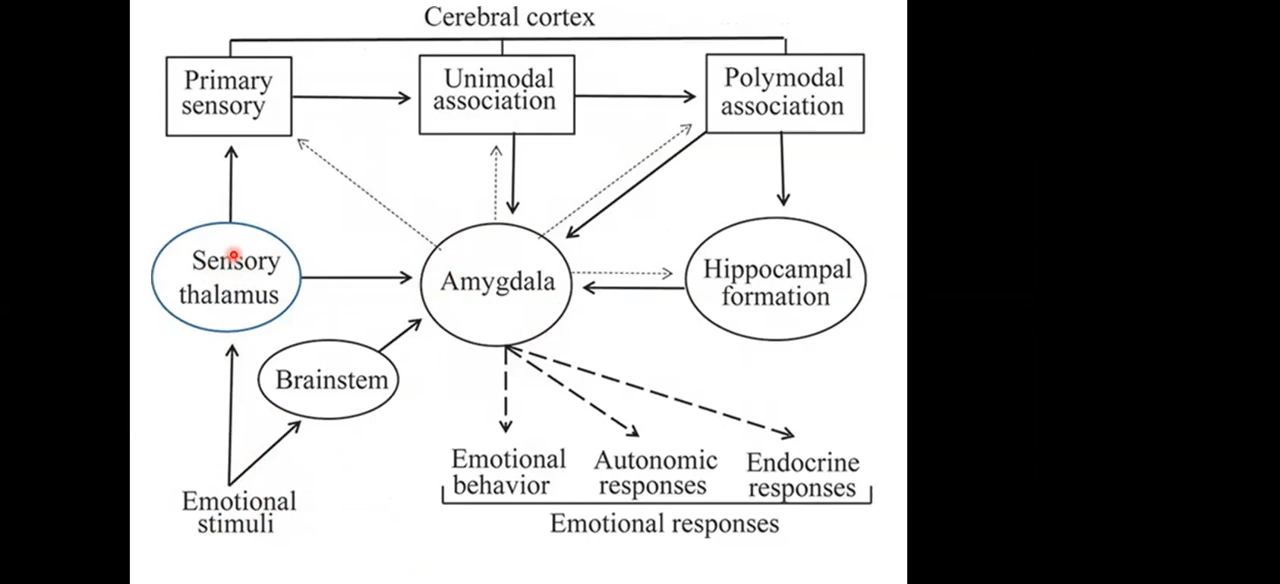 Cerebral cortex
Primary
sensory
Unimodal
association
Polymodal
association
Sensory
thalamus
Amygdala
Hippocampal
formation
Brainstem
Emotional
stimuli
Emotional
behavior
Autonomic
responses
Endocrine
responses
Emotional responses